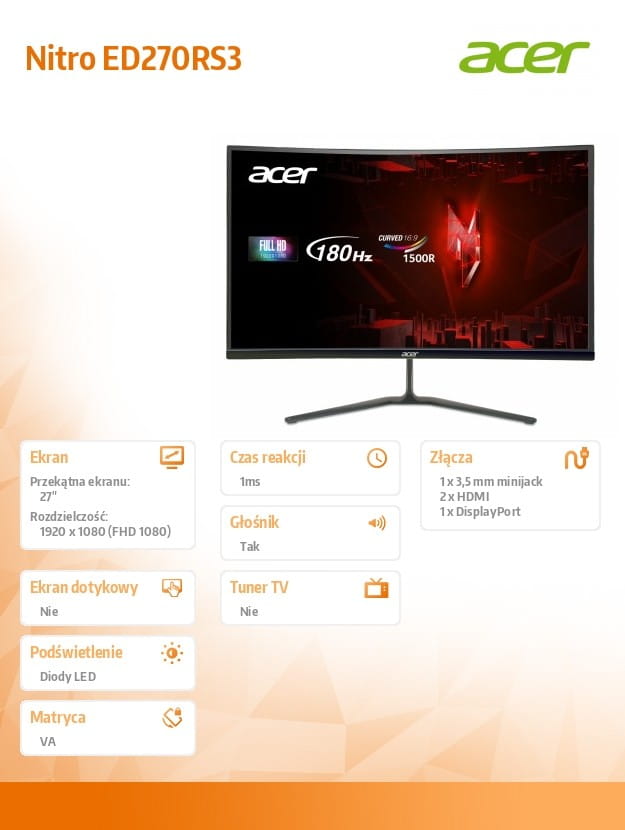 Nitro ED270RS3
acer
acer
FULL HD
1920x1080
180Hz
CURVED 16:9
1500R
acer
Ekran
Przekątna ekranu:
27"
Rozdzielczość:
1920 x 1080 (FHD 1080)
Ekran dotykowy
Nie
Podświetlenie
Diody LED
Matryca
VA
Czas reakcji
1ms
Głośnik
Tak
Tuner TV
Nie
Złącza
1 x 3,5 mm minijack
2 x HDMI
1 x DisplayPort